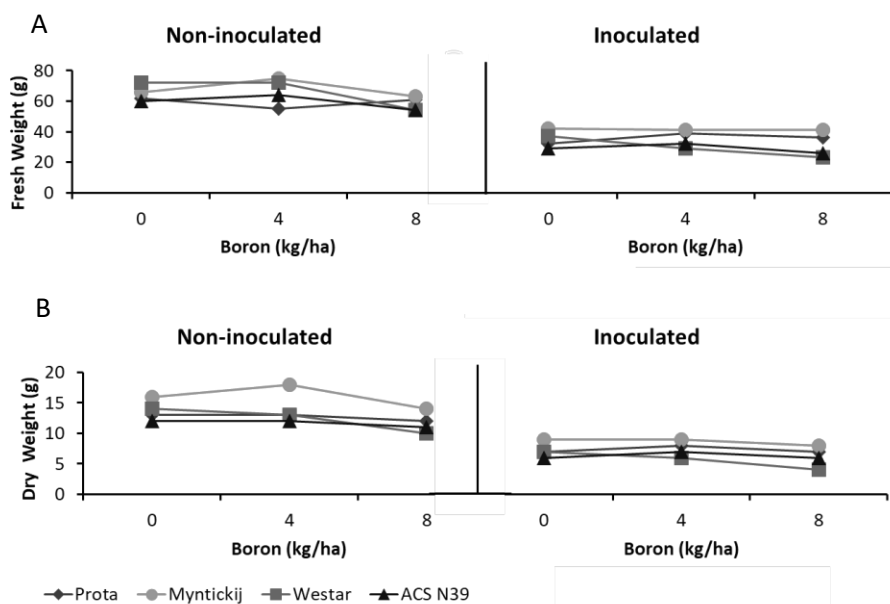 A
Non-inoculated Inoculated
Fresh Weight (g)
80
60
40
20
0
0 4 8 0 4 8
Boron (kg/ha) Boron (kg/ha)
B
Non-inoculated Inoculated
Dry Weight (g)
20
15
10
5
0
0 4 8 0 4 8
Boron (kg/ha) Boron (kg/ha)
Prota Myntickij Westar ACS N39